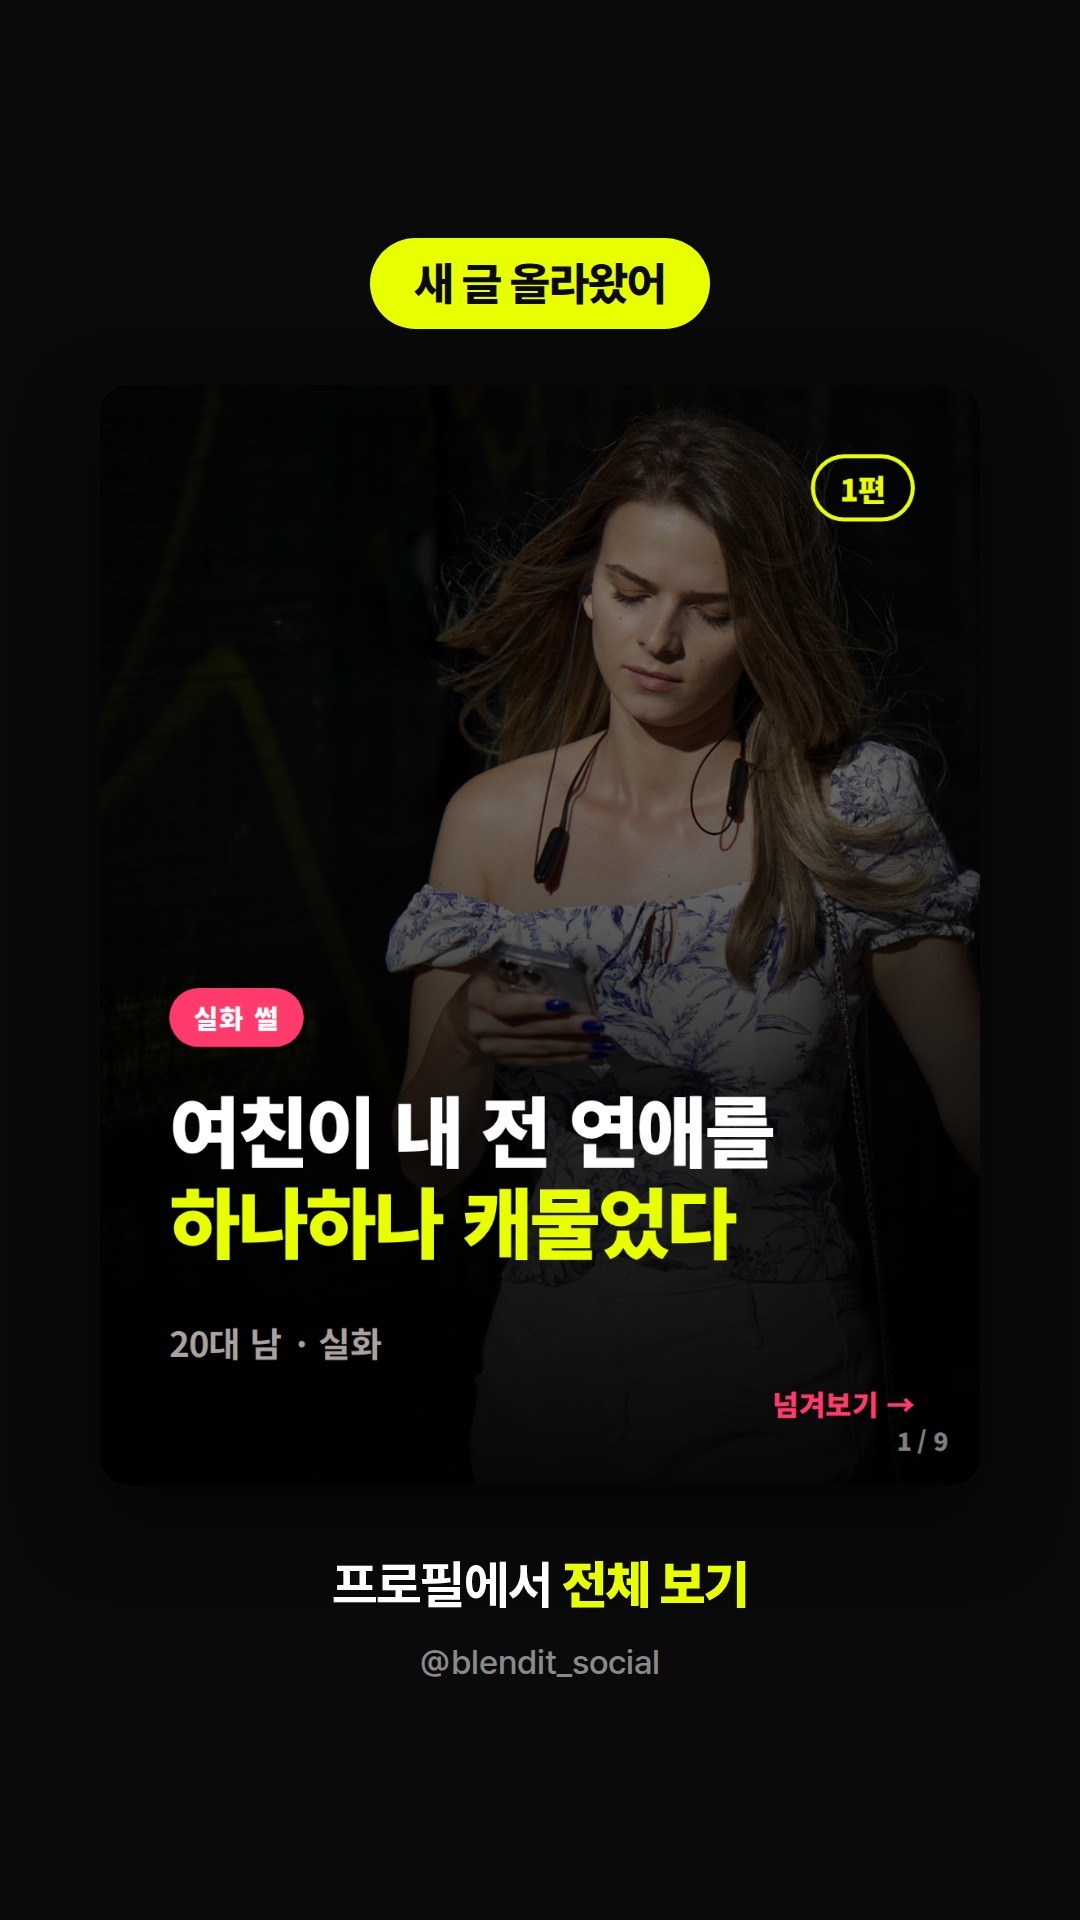 새 글 올라왔어
1편
실화 썰
여친이 내 전 연애를
하나하나 캐물었다
20대 남 · 실화
넘겨보기 →
1 / 9
프로필에서 전체 보기
@blendit_social